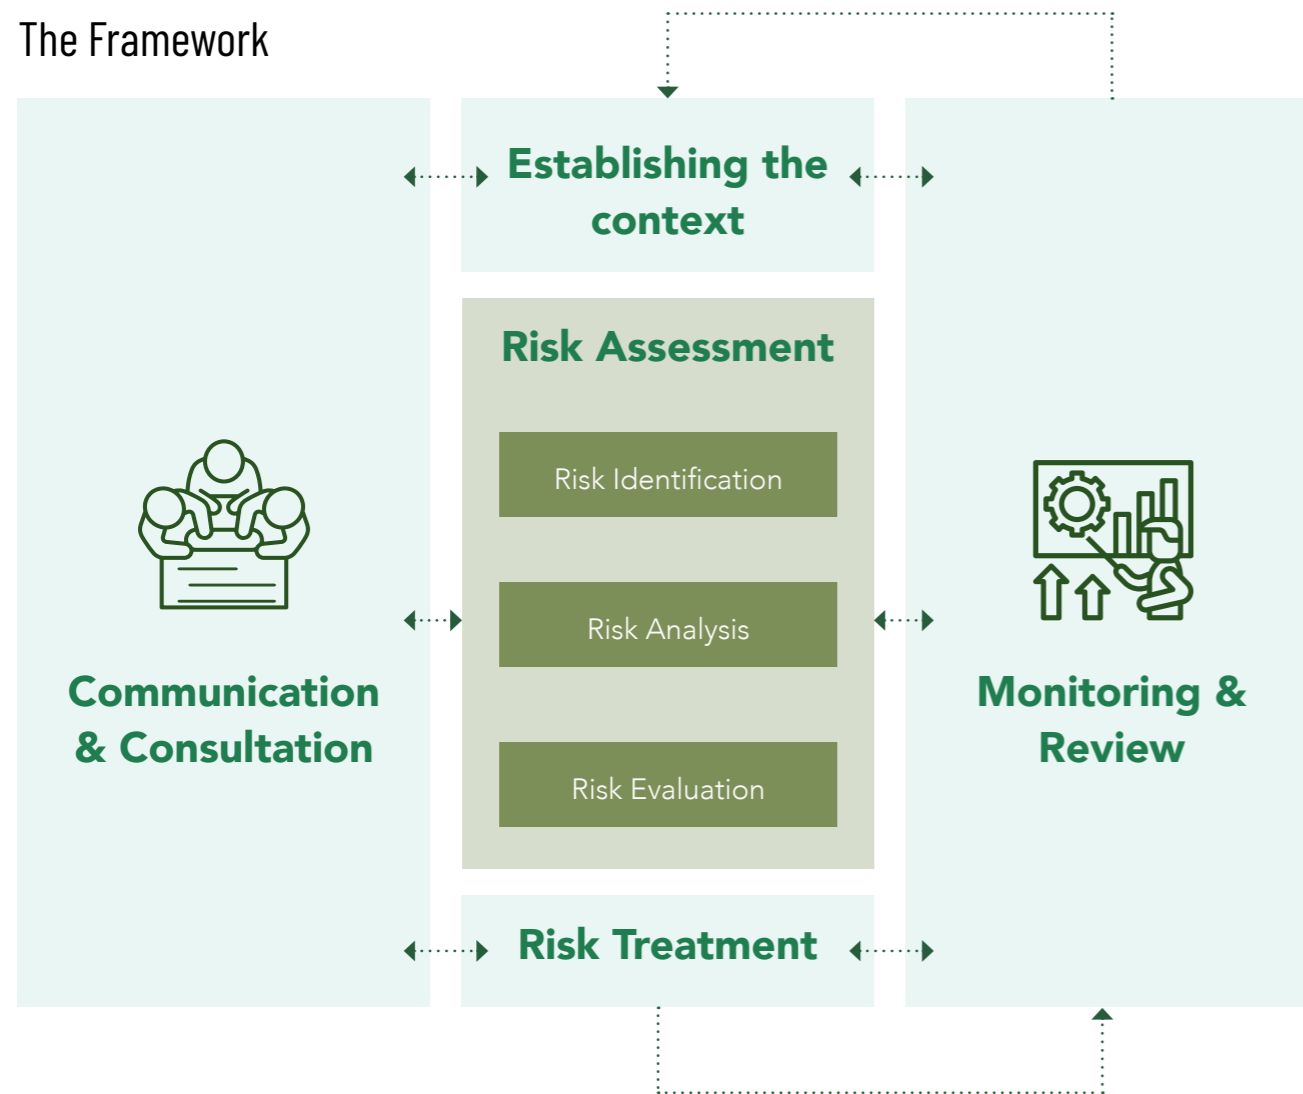 The Framework
Establishing the
context
Risk Assessment
Risk Identification
Risk Analysis
Risk Evaluation
Risk Treatment
Communication
& Consultation
Monitoring &
Review